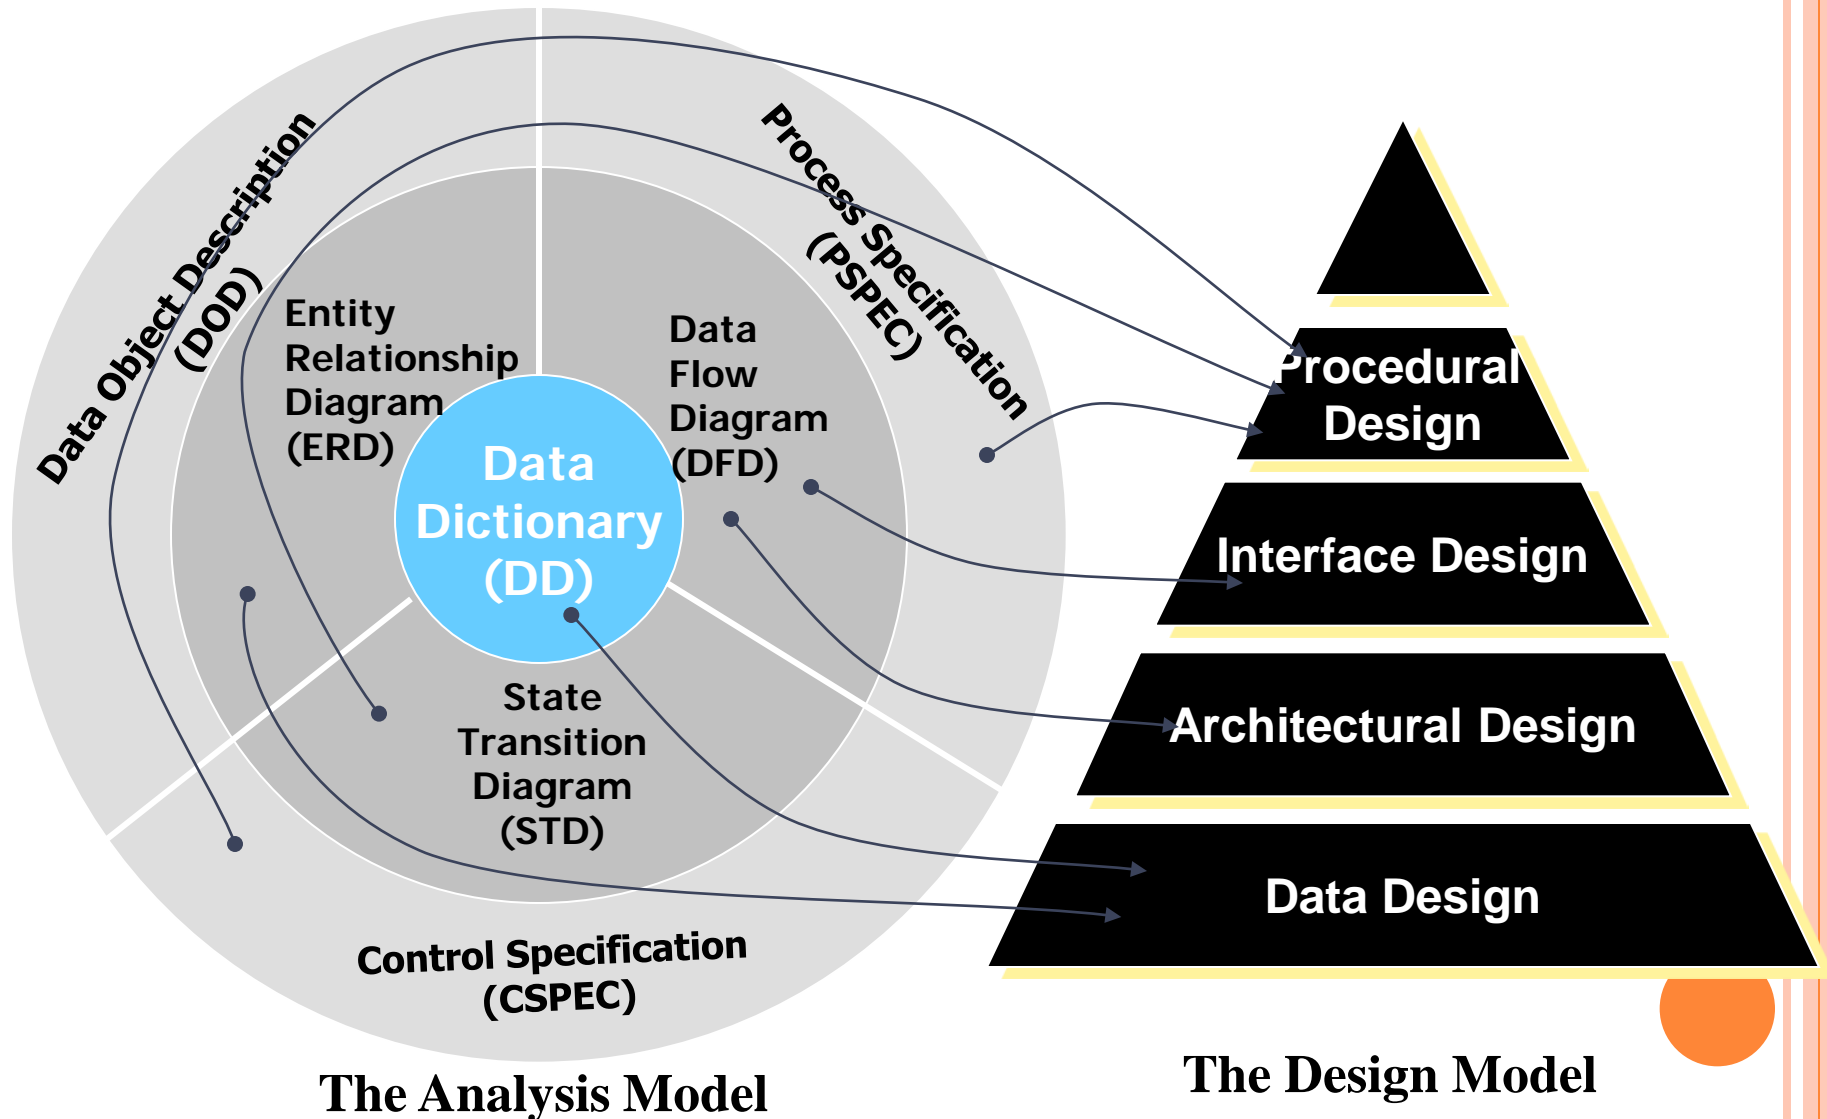 Data Object Description
(DOD)
Process Specification
(PSPEC)
Entity
Relationship
Diagram
(ERD)
Data
Flow
Diagram
(DFD)
Data
Dictionary
(DD)
State
Transition
Diagram
(STD)
Control Specification
(CSPEC)
The Analysis Model
Procedural
Design
Interface Design
Architectural Design
Data Design
The Design Model